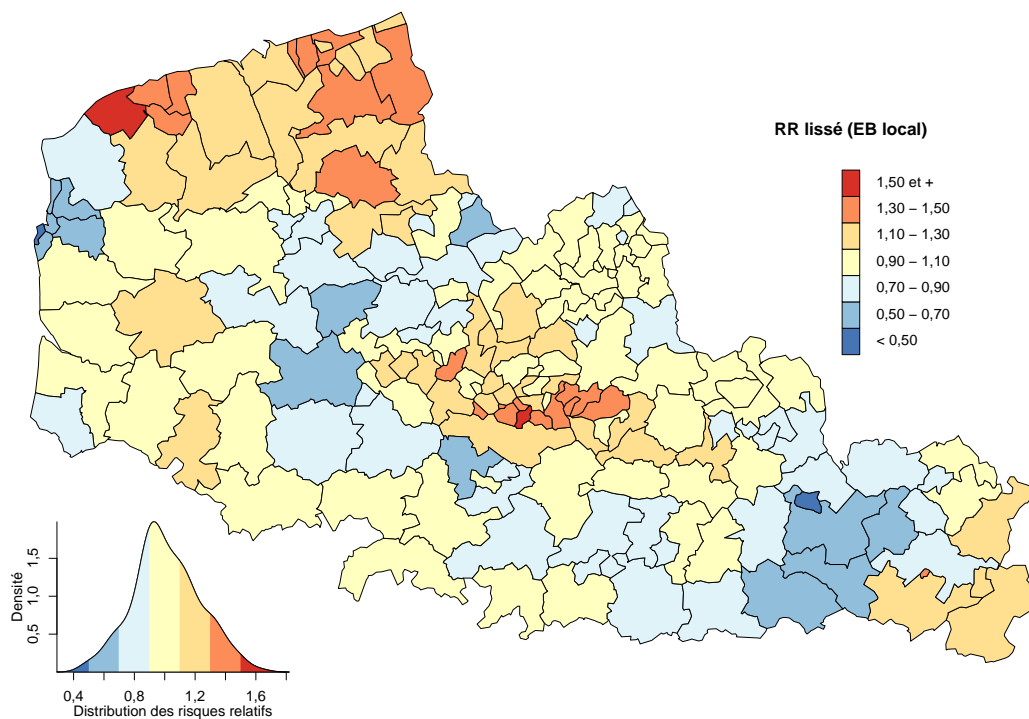 RR lissé (EB local)
1,50 et +
1,30 – 1,50
1,10 – 1,30
0,90 – 1,10
0,70 – 0,90
0,50 – 0,70
< 0,50
Densité
1,5
1,0
0,5
0,4 0,8 1,2 1,6
Distribution des risques relatifs